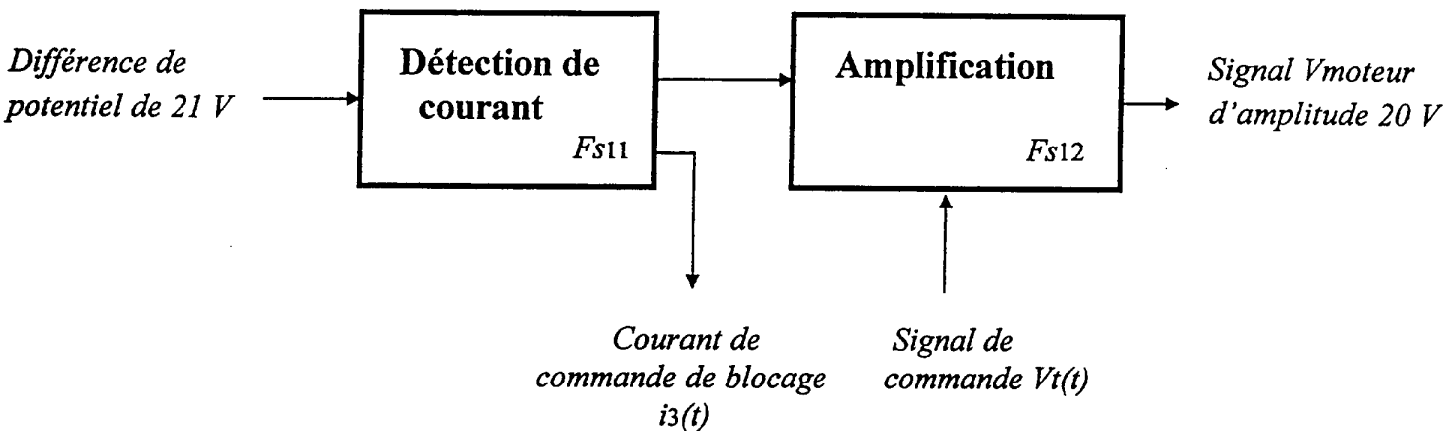 Différence de
potentiel de 21 V
Détection de
courant
Fs11
Amplification
Fs12
Signal Vmoteur
d'amplitude 20 V
Courant de
commande de blocage
i3(t)
Signal de
commande Vt(t)